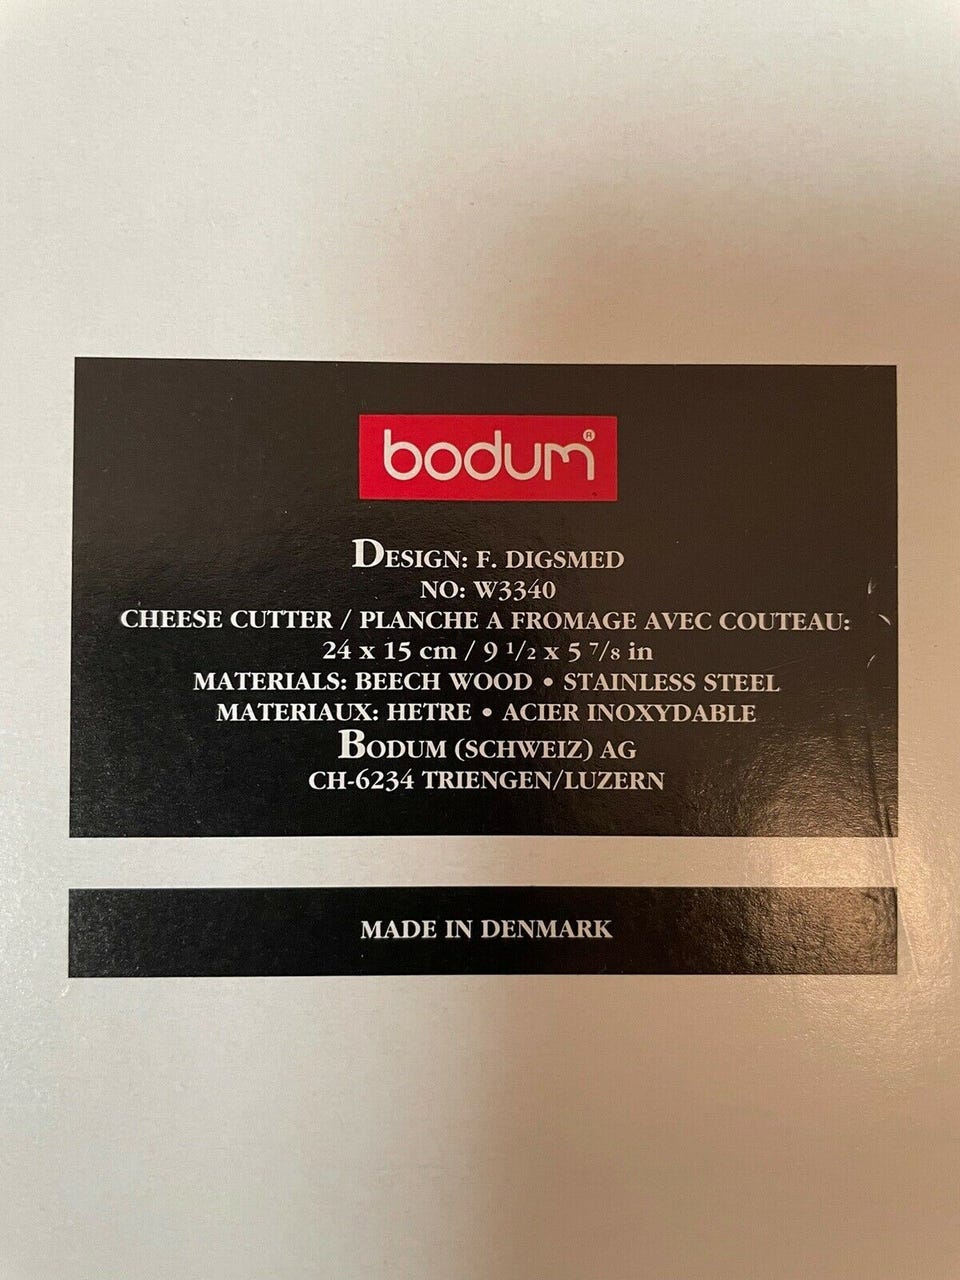 bodum®
DESIGN: F. DIGSMED
NO: W3340
CHEESE CUTTER / PLANCHE A FROMAGE AVEC COUTEAU:
24 x 15 cm / 9 1/2 x 5 7/8 in
MATERIALS: BEECH WOOD • STAINLESS STEEL
MATERIAUX: HETRE • ACIER INOXYDABLE
BODUM (SCHWEIZ) AG
CH-6234 TRIENGEN/LUZERN
MADE IN DENMARK